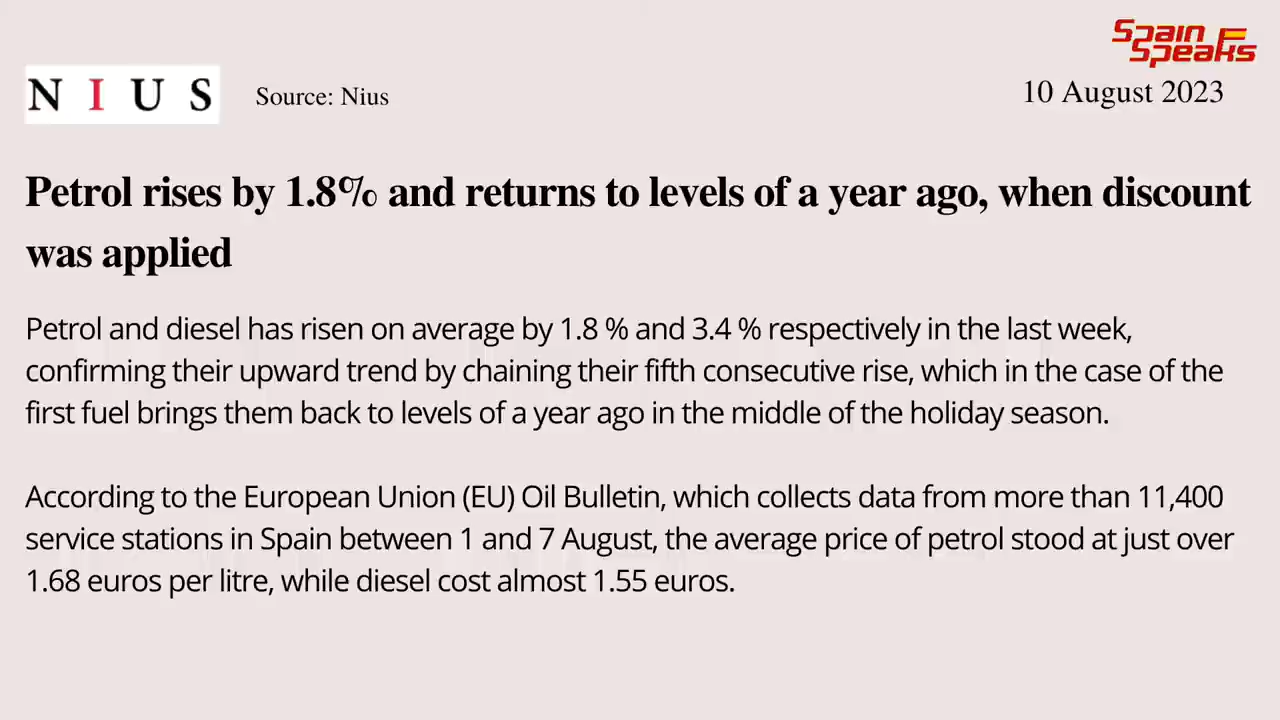 Spain
Speaks
NIUS
Source: Nius
10 August 2023
Petrol rises by 1.8% and returns to levels of a year ago, when discount
was applied
Petrol and diesel has risen on average by 1.8 % and 3.4 % respectively in the last week,
confirming their upward trend by chaining their fifth consecutive rise, which in the case of the
first fuel brings them back to levels of a year ago in the middle of the holiday season.
According to the European Union (EU) Oil Bulletin, which collects data from more than 11,400
service stations in Spain between 1 and 7 August, the average price of petrol stood at just over
1.68 euros per litre, while diesel cost almost 1.55 euros.